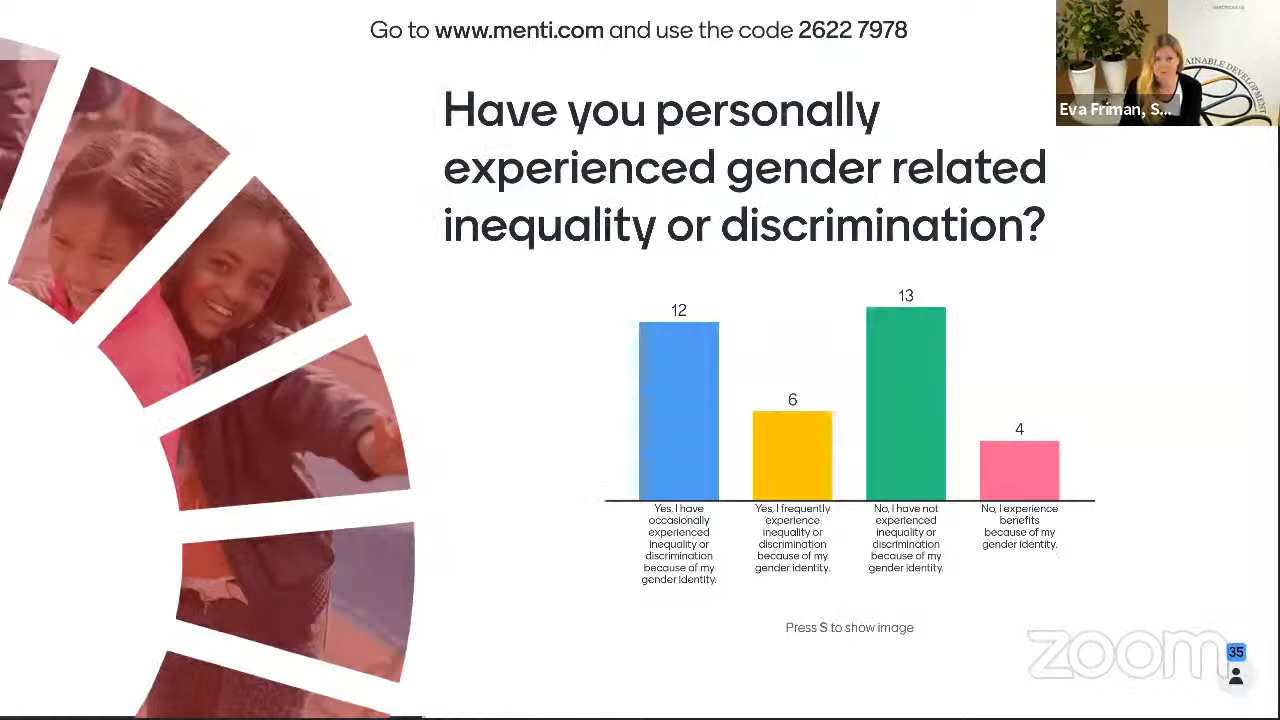 Go to www.menti.com and use the code 2622 7978
Eva Friman, S...
AINABLE DEVELOPMENT
Have you personally
experienced gender related
inequality or discrimination?
12
6
13
4
Yes, I have
occasionally
experienced
inequality or
discrimination
because of my
gender identity.
Yes, I frequently
experience
inequality or
discrimination
because of my
gender identity.
No, I have not
experienced
inequality or
discrimination
because of my
gender identity.
No, I experience
benefits
because of my
gender identity.
Press S to show image
zoom
35